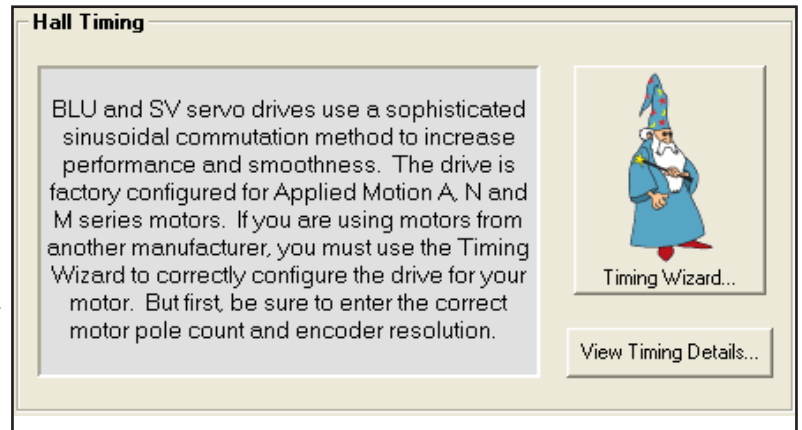 Hall Timing
BLU and SV servo drives use a sophisticated
sinusoidal commutation method to increase
performance and smoothness. The drive is
factory configured for Applied Motion A, N and
M series motors. If you are using motors from
another manufacturer, you must use the Timing
Wizard to correctly configure the drive for your
motor. But first, be sure to enter the correct
motor pole count and encoder resolution.
Timing Wizard...
View Timing Details...